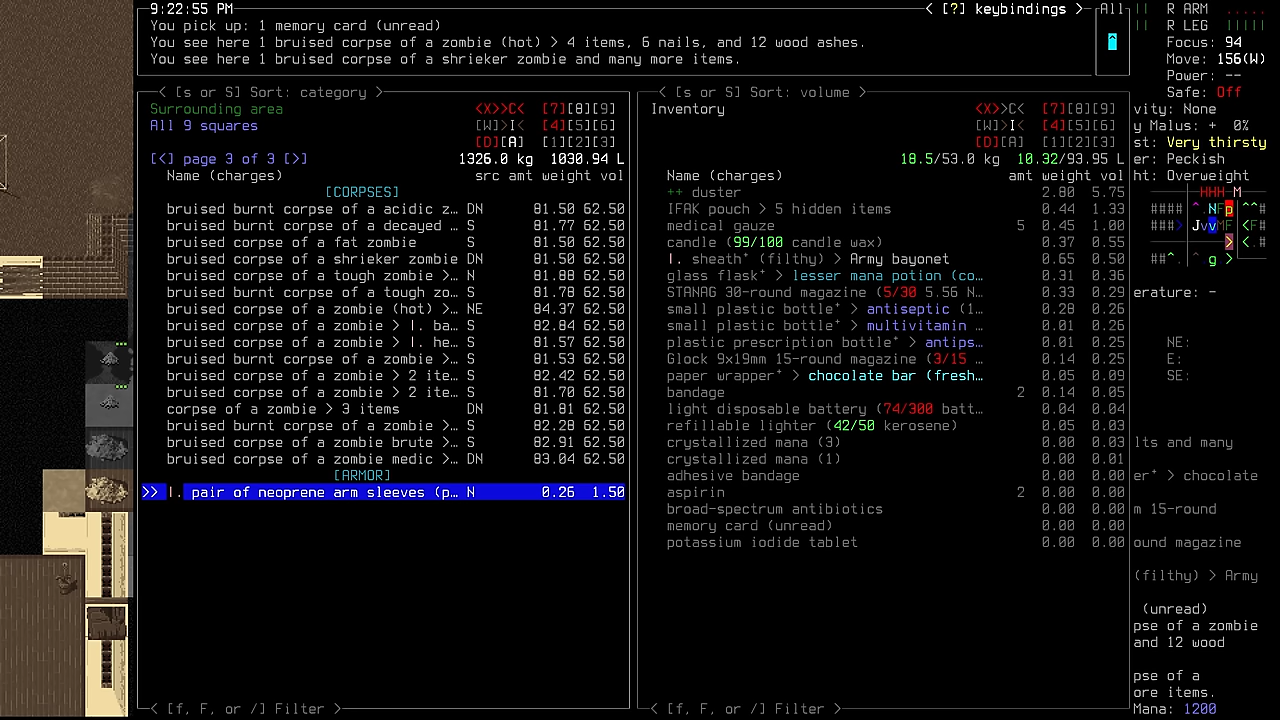 9:22:55 PM
< [?] keybindings >
All
You pick up: 1 memory card (unread)
You see here 1 bruised corpse of a zombie (hot) > 4 items, 6 nails, and 12 wood ashes.
You see here 1 bruised corpse of a shrieker zombie and many more items.
< [s or S] Sort: category >
Surrounding area <X>>C< [7][8][9]
All 9 squares [W]>I< [4][5][6]
[D][A] [1][2][3]
[<] page 3 of 3 [>] 1326.0 kg 1030.94 L
Name (charges) src amt weight vol
[CORPSES]
bruised burnt corpse of a acidic z… DN 81.50 62.50
bruised burnt corpse of a decayed … S 81.77 62.50
bruised corpse of a fat zombie S 81.50 62.50
bruised corpse of a shrieker zombie DN 81.50 62.50
bruised corpse of a tough zombie >… N 81.88 62.50
bruised corpse of a tough zo… S 81.78 62.50
bruised corpse of a zombie (hot) >… NE 84.37 62.50
bruised corpse of a zombie > l. ba… S 82.84 62.50
bruised corpse of a zombie > l. he… S 81.57 62.50
bruised burnt corpse of a zombie >… S 81.53 62.50
bruised corpse of a zombie > 2 ite… S 82.42 62.50
bruised corpse of a zombie > 2 ite… S 81.70 62.50
corpse of a zombie > 3 items DN 81.81 62.50
bruised burnt corpse of a zombie >… S 82.28 62.50
bruised corpse of a zombie brute >… S 82.91 62.50
bruised corpse of a zombie medic >… DN 83.04 62.50
[ARMOR]
>> l. pair of neoprene arm sleeves (p… N 0.26 1.50
< [f, F, or /] Filter >
< [s or S] Sort: volume >
Inventory <X>>C< [7][8][9]
[W]>I< [4][5][6]
[D][A] [1][2][3]
18.5/53.0 kg 10.32/93.95 L
Name (charges) amt weight vol
++ duster 2.80 5.75
IFAK pouch > 5 hidden items 0.44 1.33
medical gauze 5 0.45 1.00
candle (99/100 candle wax) 0.37 0.55
l. sheath⁺ (filthy) > Army bayonet 0.65 0.50
glass flask⁺ > lesser mana potion (co… 0.31 0.36
STANAG 30-round magazine (5/30 5.56 N… 0.33 0.29
small plastic bottle⁺ > antiseptic (1… 0.28 0.26
small plastic bottle⁺ > multivitamin … 0.01 0.26
plastic prescription bottle⁺ > antips… 0.01 0.25
Glock 9x19mm 15-round magazine (3/15 … 0.14 0.25
paper wrapper⁺ > chocolate bar (fresh… 0.05 0.09
bandage 2 0.14 0.05
light disposable battery (74/300 batt… 0.04 0.04
refillable lighter (42/50 kerosene) 0.05 0.03
crystallized mana (3) 0.00 0.03
crystallized mana (1) 0.00 0.01
adhesive bandage 0.00 0.00
aspirin 2 0.00 0.00
broad-spectrum antibiotics 0.00 0.00
memory card (unread) 0.00 0.00
potassium iodide tablet 0.00 0.00
< [f, F, or /] Filter >
R ARM .....
R LEG |||||
Focus: 94
Move: 156(W)
Power: --
Safe: Off
vity: None
y Malus: + 0%
st: Very thirsty
er: Peckish
ht: Overweight
erature: -
NE:
E:
SE:
lts and many
er⁺ > chocolate
m 15-round
ound magazine
(filthy) > Army
(unread)
pse of a zombie
and 12 wood
pse of a
ore items.
Mana: 1200